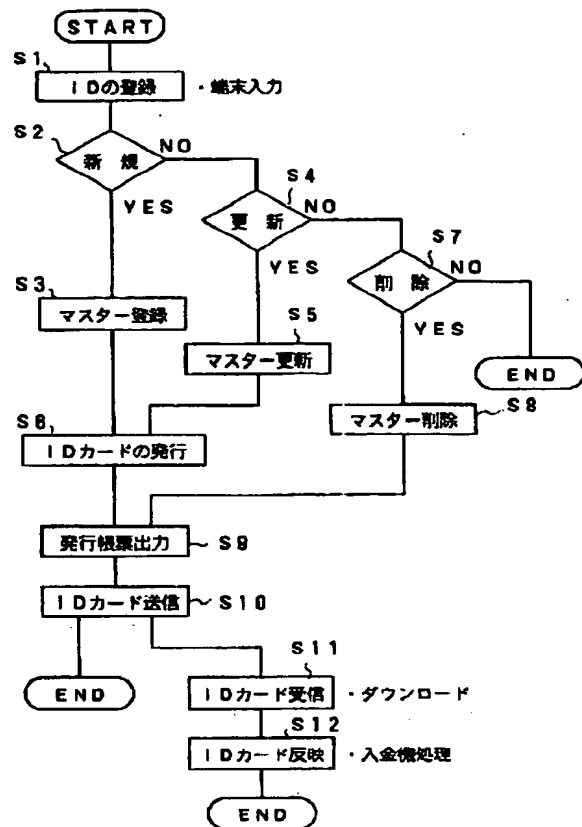 START
S1
IDの登録 ・端末入力
S2
新規 NO
YES
S4
更新 NO
YES
S7
削除 NO
YES
S3
マスター登録
S5
マスター更新
END
S8
マスター削除
S6
IDカードの発行
発行帳票出力 S9
IDカード送信 S10
END
S11
IDカード受信 ・ダウンロード
S12
IDカード反映 ・入金機処理
END